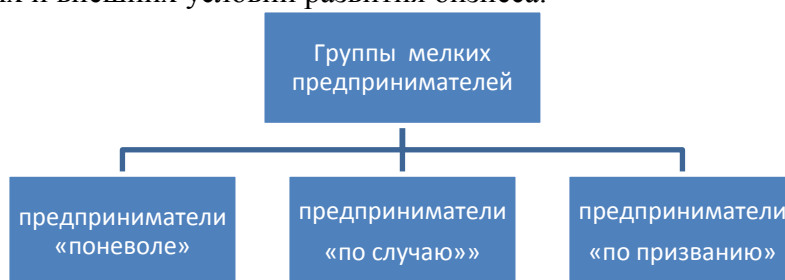 и внешних условий развития бизнеса.
Группы мелких
предпринимателей
предприниматели
«поневоле»
предприниматели
«по случаю»»
предприниматели
«по призванию»